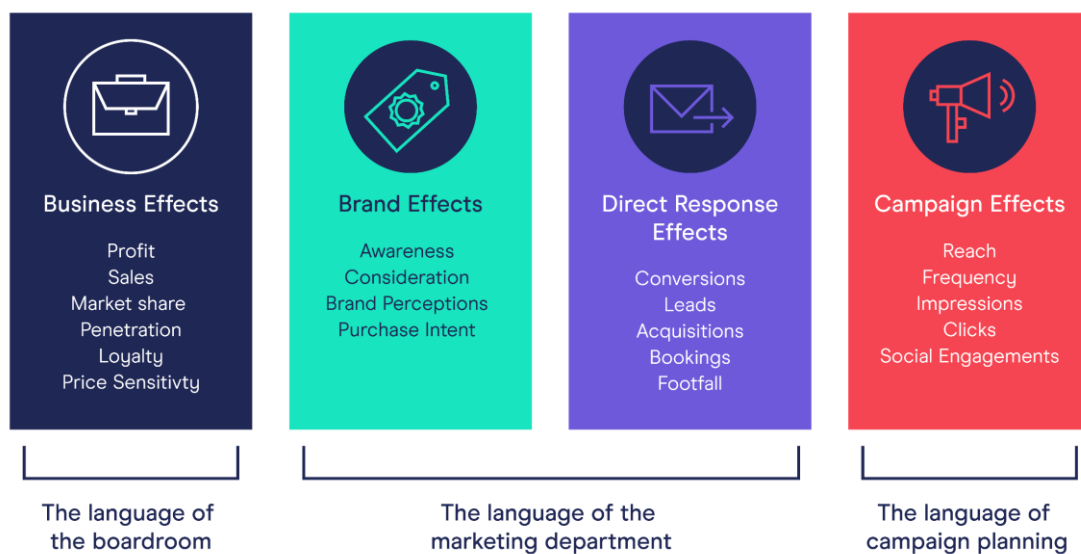 Business Effects
Profit
Sales
Market share
Penetration
Loyalty
Price Sensitivty
Brand Effects
Awareness
Consideration
Brand Perceptions
Purchase Intent
Direct Response
Effects
Conversions
Leads
Acquisitions
Bookings
Footfall
Campaign Effects
Reach
Frequency
Impressions
Clicks
Social Engagements
The language of
the boardroom
The language of the
marketing department
The language of
campaign planning